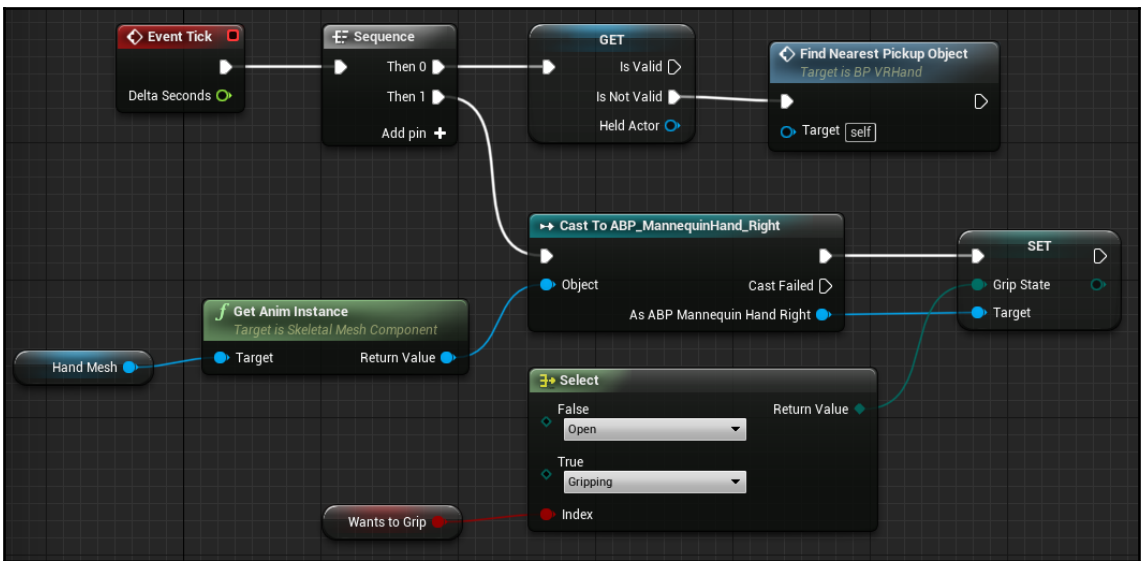 Event Tick
Delta Seconds
Sequence
Then 0
Then 1
Add pin +
GET
Is Valid
Is Not Valid
Held Actor
Find Nearest Pickup Object
Target is BP VRHand
Target self
Cast To ABP_MannequinHand_Right
Object
Cast Failed
As ABP Mannequin Hand Right
SET
Grip State
Target
Hand Mesh
f Get Anim Instance
Target is Skeletal Mesh Component
Target Return Value
Select
False Return Value
Open
True
Gripping
Index
Wants to Grip